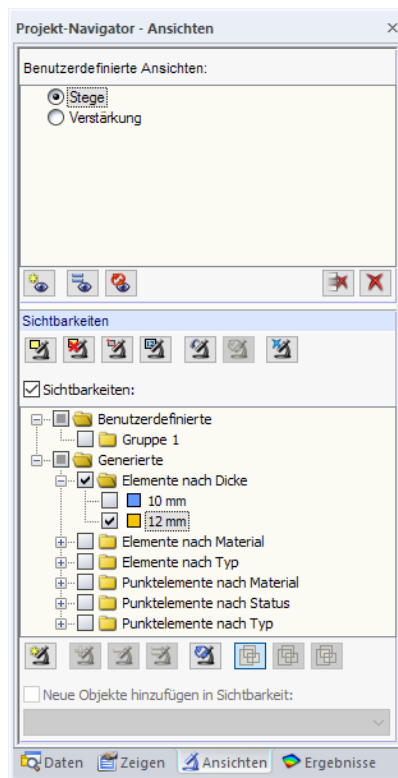 Projekt-Navigator - Ansichten
Benutzerdefinierte Ansichten:
Stege
Verstärkung
Sichtbarkeiten
Sichtbarkeiten:
Benutzerdefinierte
Gruppe 1
Generierte
Elemente nach Dicke
10 mm
12 mm
Elemente nach Material
Elemente nach Typ
Punktelemente nach Material
Punktelemente nach Status
Punktelemente nach Typ
Neue Objekte hinzufügen in Sichtbarkeit:
Daten Zeigen Ansichten Ergebnisse